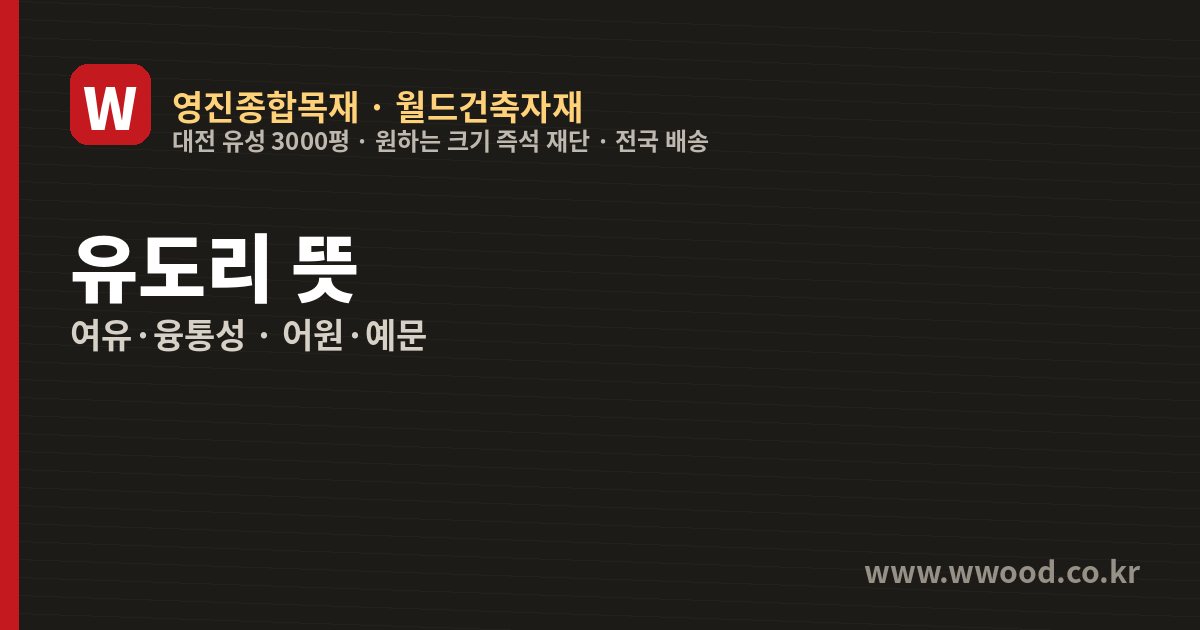 W
영진종합목재 · 월드건축자재
대전 유성 3000평 · 원하는 크기 즉석 재단 · 전국 배송
유도리 뜻
여유·융통성 · 어원·예문
www.wwood.co.kr